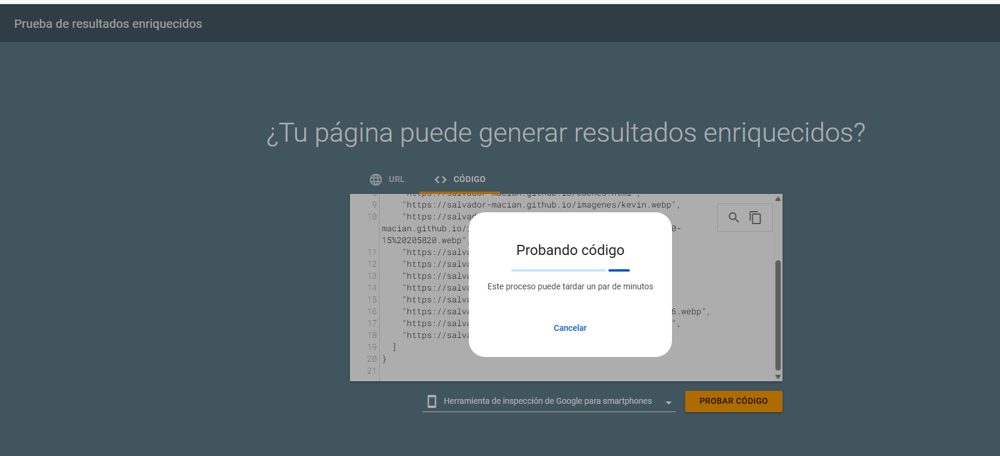 Prueba de resultados enriquecidos
¿Tu página puede generar resultados enriquecidos?
URL
CÓDIGO
9 "https://salvador-macian.github.io/imagenes/kevin.webp",
10 "https://salvad
macian.github.io/ 0-
15%20205820.webp",
11 "https://salva
12 "https://salva
13 "https://salva
14 "https://salva
15 "https://salva
16 "https://salva 6.webp",
17 "https://salva ",
18 "https://salva
19 ]
20 }
21
Probando código
Este proceso puede tardar un par de minutos
Cancelar
Herramienta de inspección de Google para smartphones
PROBAR CÓDIGO